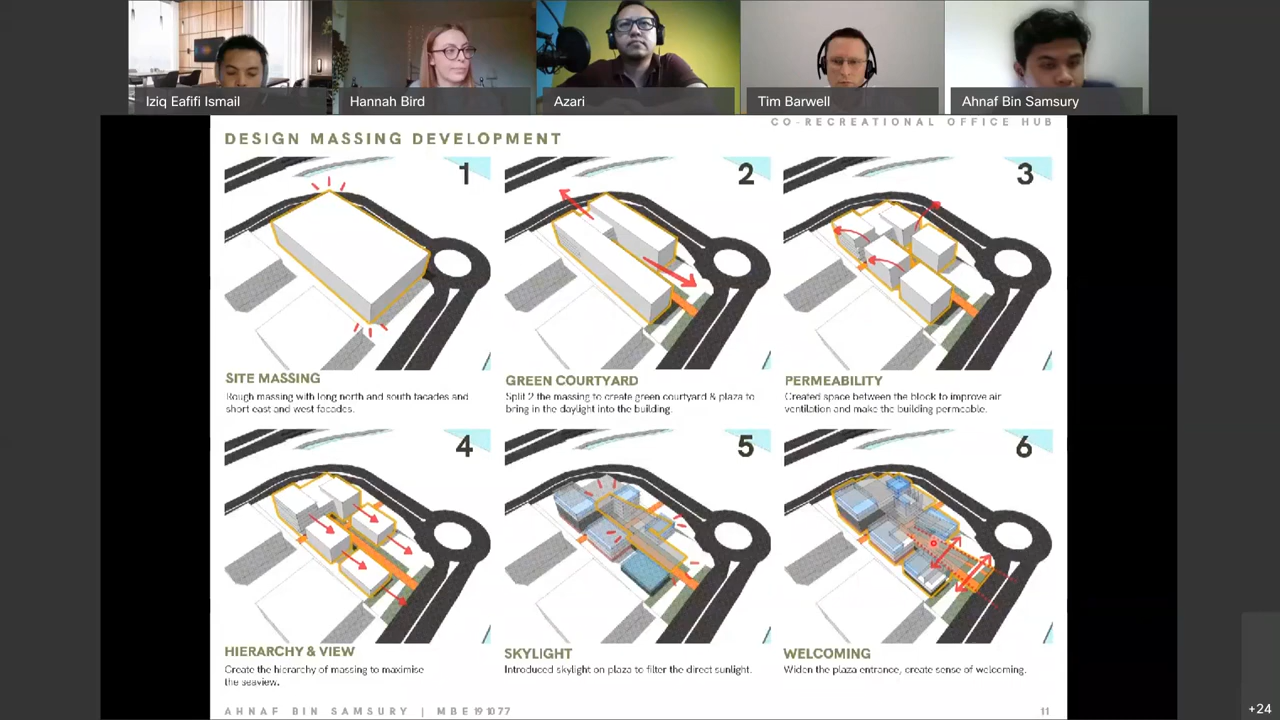 Iziq Eafifi Ismail
Hannah Bird
Azari
Tim Barwell
Ahnaf Bin Samsury
CO-RECREATIONAL OFFICE HUB
DESIGN MASSING DEVELOPMENT
1
2
3
SITE MASSING
Rough massing with long north and south facades and
short east and west facades.
GREEN COURTYARD
Split 2 the massing to create green courtyard & plaza to
bring in the daylight into the building.
PERMEABILITY
Created space between the block to improve air
ventilation and make the building permeable.
4
5
6
HIERARCHY & VIEW
Create the hierarchy of massing to maximise
the seaview.
SKYLIGHT
Introduced skylight on plaza to filter the direct sunlight.
WELCOMING
Widen the plaza entrance, create sense of welcoming.
AHNAF BIN SAMSURY | MBE191077
11
+24